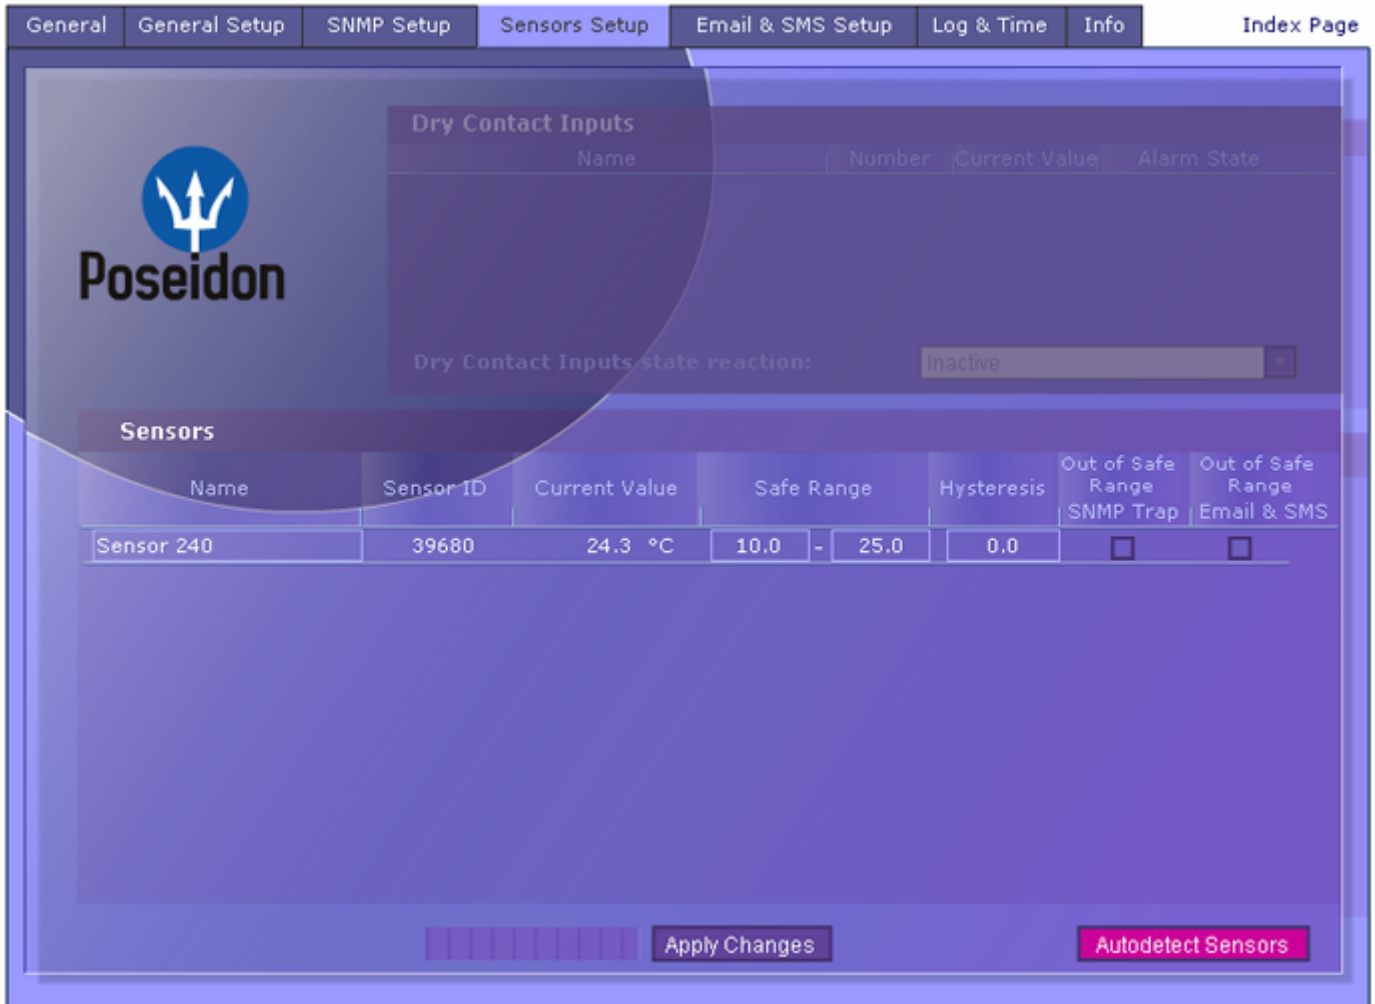 General General Setup SNMP Setup Sensors Setup Email & SMS Setup Log & Time Info Index Page
Dry Contact Inputs
Name Number Current Value Alarm State
Poseidon
Dry Contact Inputs state reaction: Inactive
Sensors
Name Sensor ID Current Value Safe Range Hysteresis Out of Safe Range SNMP Trap Out of Safe Range Email & SMS
Sensor 240 39680 24.3 °C 10.0 - 25.0 0.0
Apply Changes Autodetect Sensors